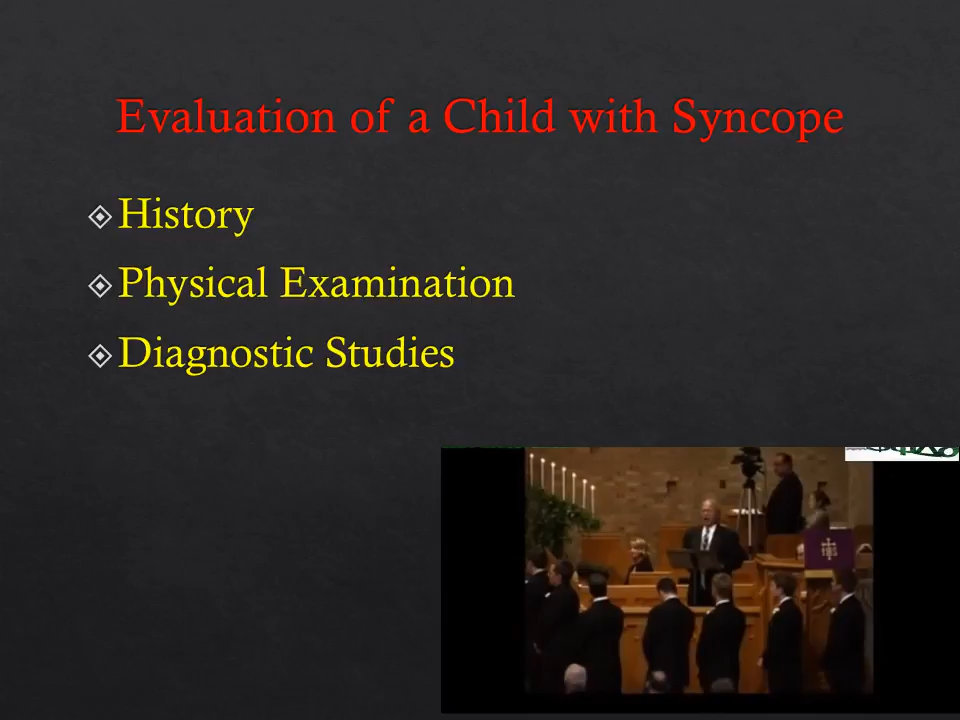 Evaluation of a Child with Syncope
History
Physical Examination
Diagnostic Studies